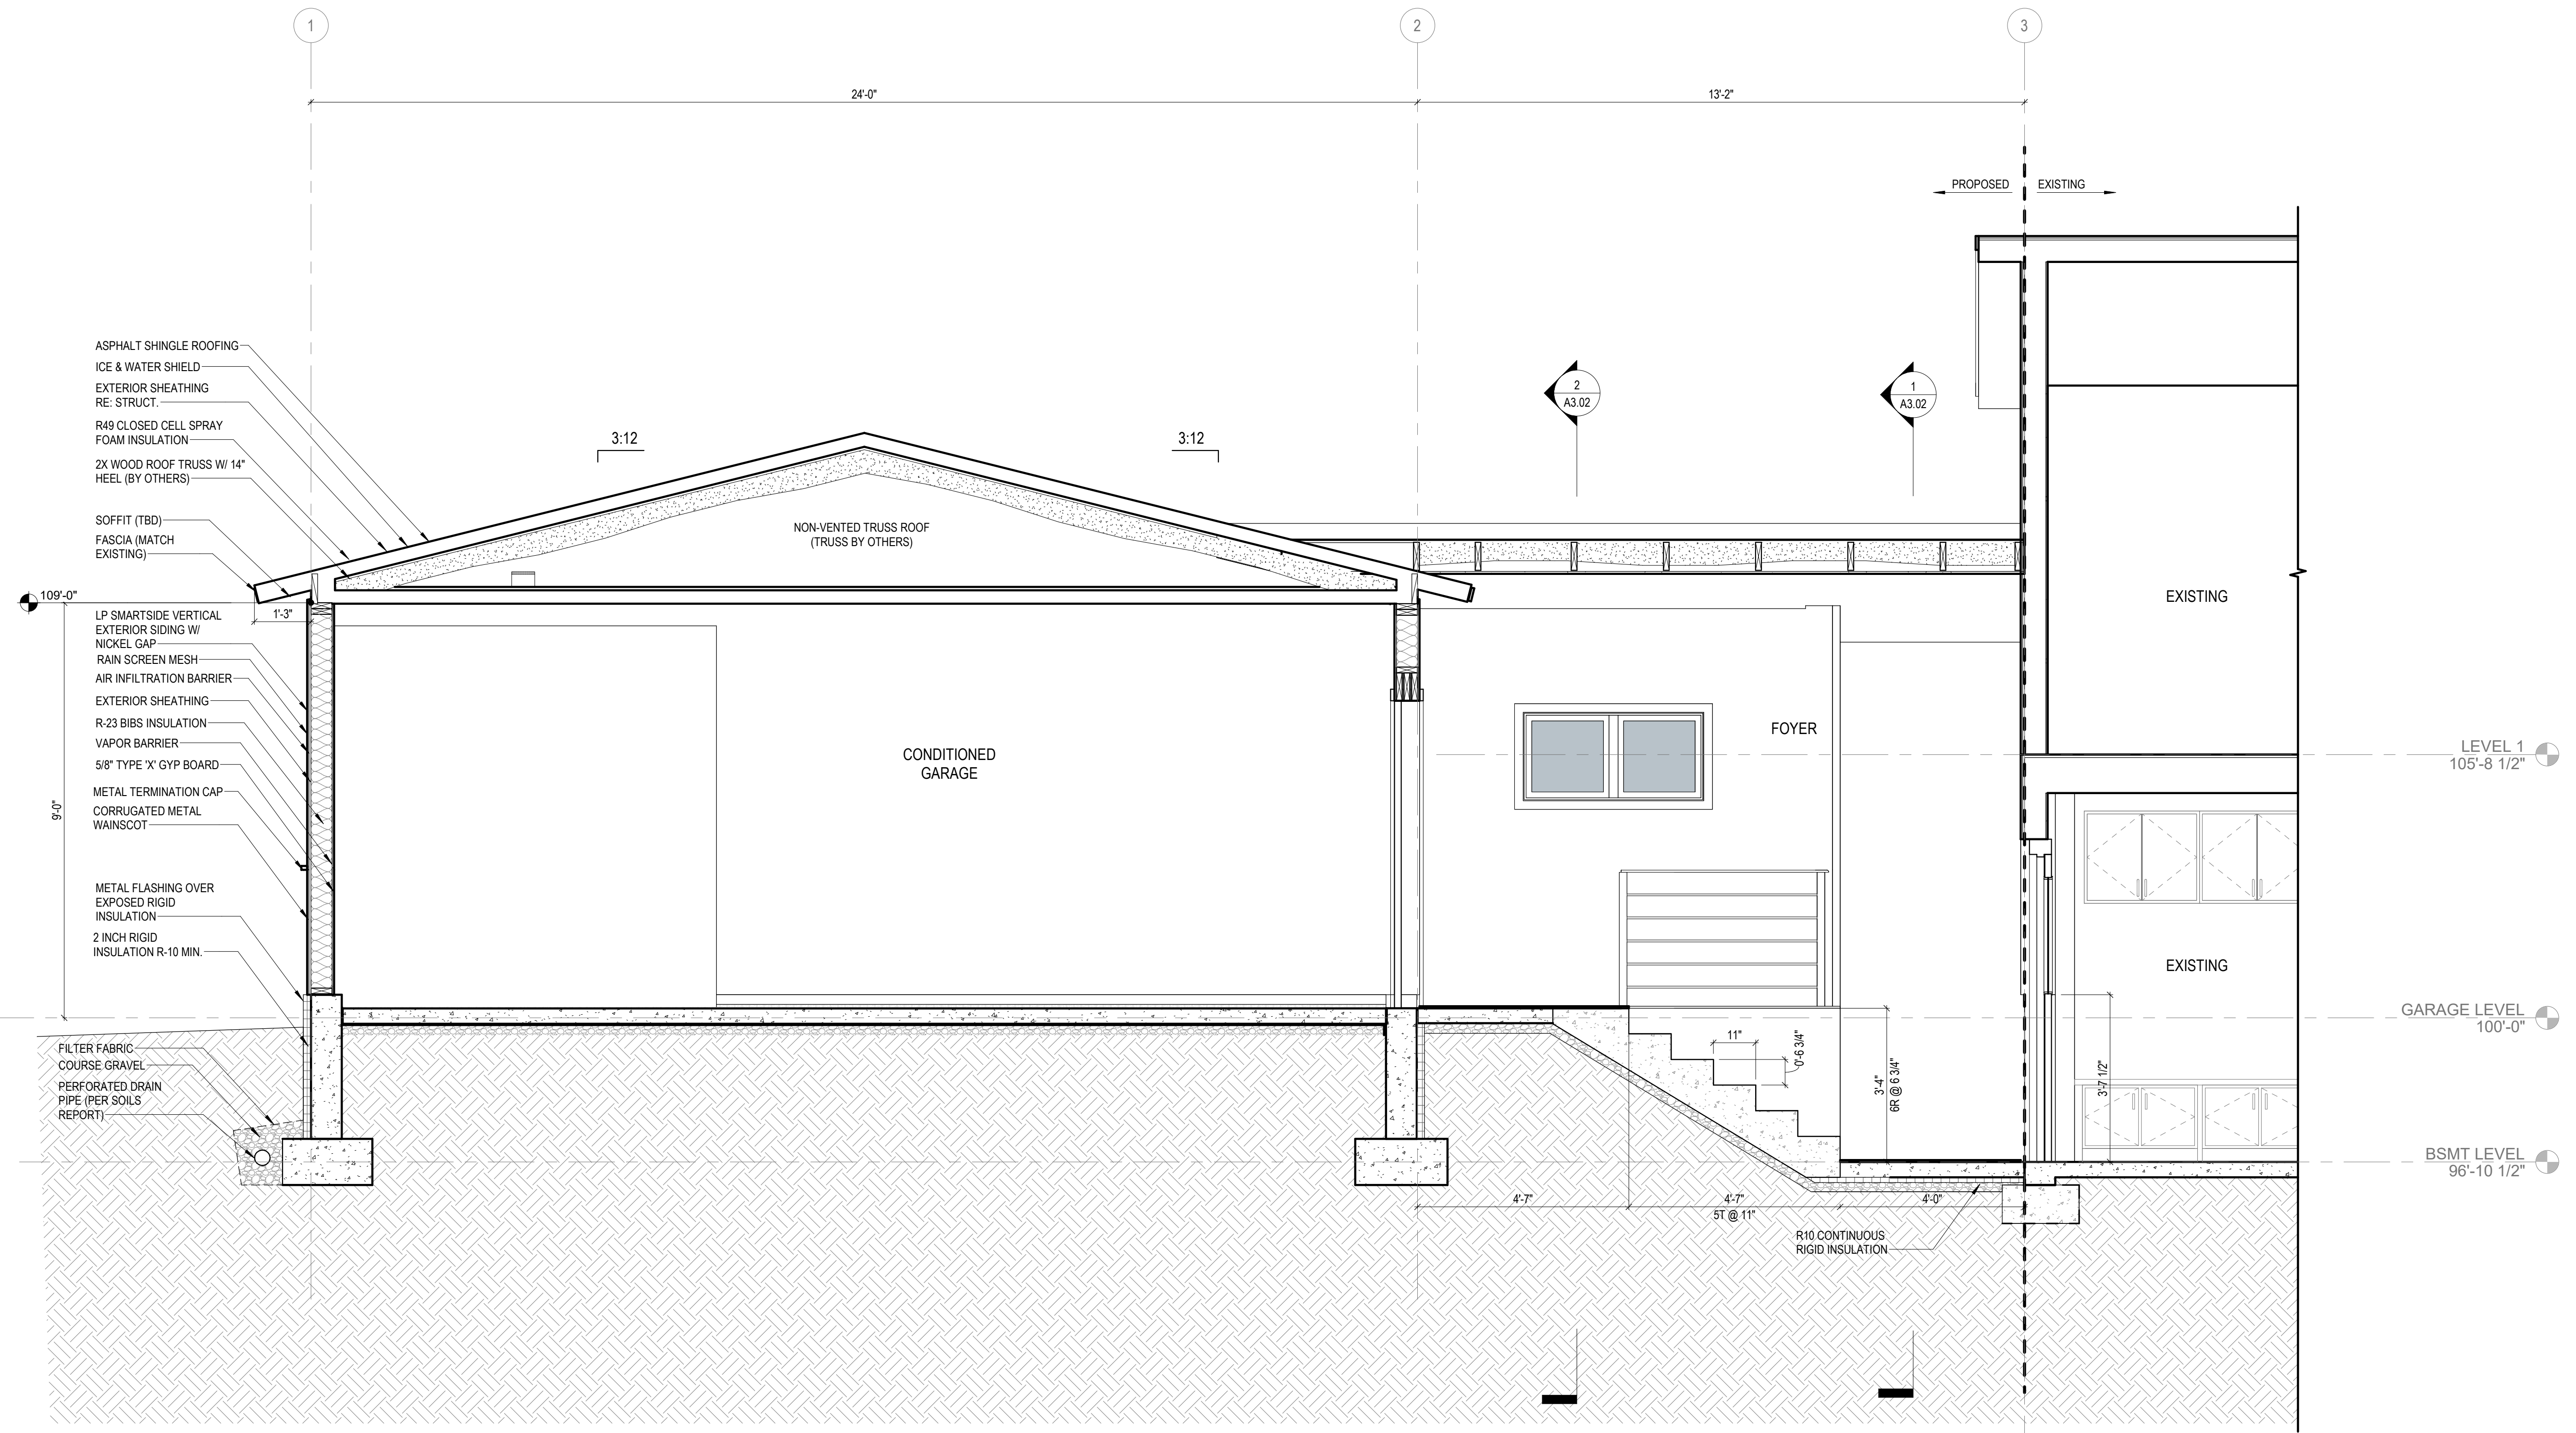 1
2
3
24'-0"
13'-2"
PROPOSED
EXISTING
ASPHALT SHINGLE ROOFING
ICE & WATER SHIELD
EXTERIOR SHEATHING
RE: STRUCT.
R49 CLOSED CELL SPRAY
FOAM INSULATION
2X WOOD ROOF TRUSS W/ 14"
HEEL (BY OTHERS)
SOFFIT (TBD)
FASCIA (MATCH
EXISTING)
3:12
3:12
2
A3.02
1
A3.02
NON-VENTED TRUSS ROOF
(TRUSS BY OTHERS)
109'-0"
1'-3"
LP SMARTSIDE VERTICAL
EXTERIOR SIDING W/
NICKEL GAP
RAIN SCREEN MESH
AIR INFILTRATION BARRIER
EXTERIOR SHEATHING
R-23 BIBS INSULATION
VAPOR BARRIER
5/8" TYPE 'X' GYP BOARD
METAL TERMINATION CAP
CORRUGATED METAL
WAINSCOT
9'-0"
METAL FLASHING OVER
EXPOSED RIGID
INSULATION
2 INCH RIGID
INSULATION R-10 MIN.
CONDITIONED
GARAGE
FOYER
EXISTING
EXISTING
LEVEL 1
105'-8 1/2"
GARAGE LEVEL
100'-0"
BSMT LEVEL
96'-10 1/2"
FILTER FABRIC
COURSE GRAVEL
PERFORATED DRAIN
PIPE (PER SOILS
REPORT)
11"
0'-6 3/4"
3'-4"
6R @ 6 3/4"
3'-7 1/2"
4'-7"
4'-7"
5T @ 11"
4'-0"
R10 CONTINUOUS
RIGID INSULATION